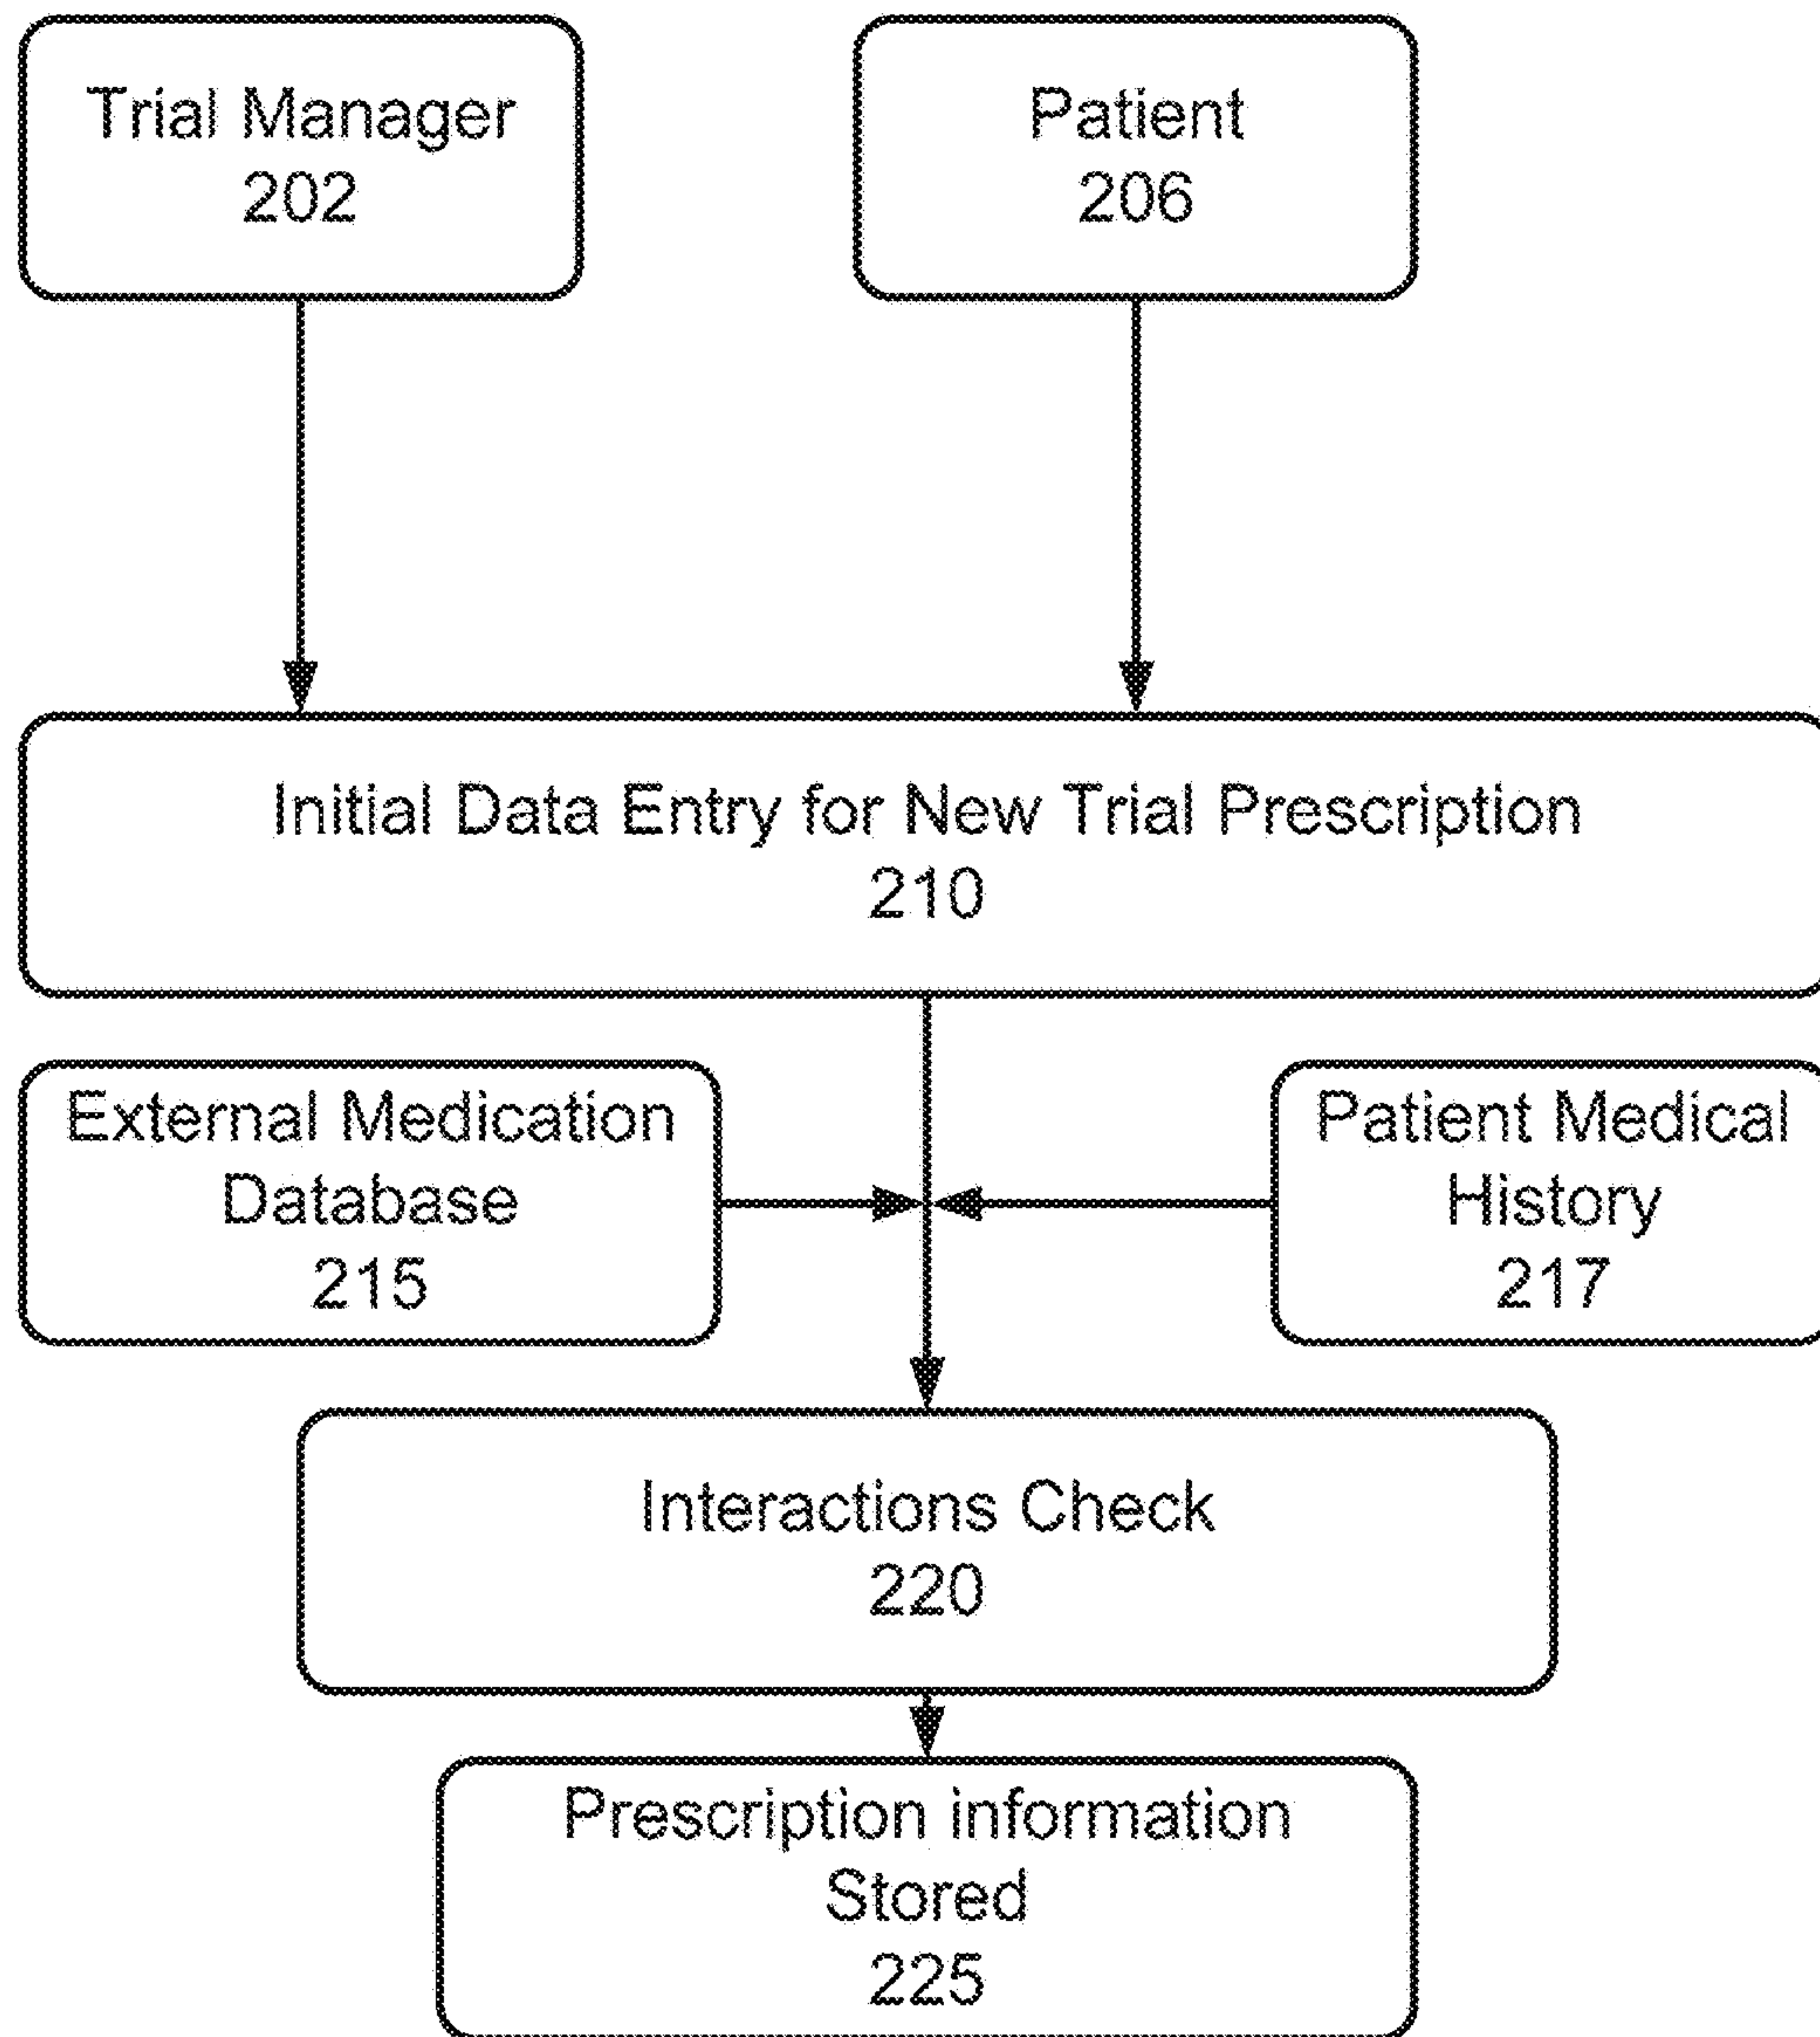 Trial Manager
202
Patient
206
Initial Data Entry for New Trial Prescription
210
External Medication
Database
215
Patient Medical
History
217
Interactions Check
220
Prescription information
Stored
225